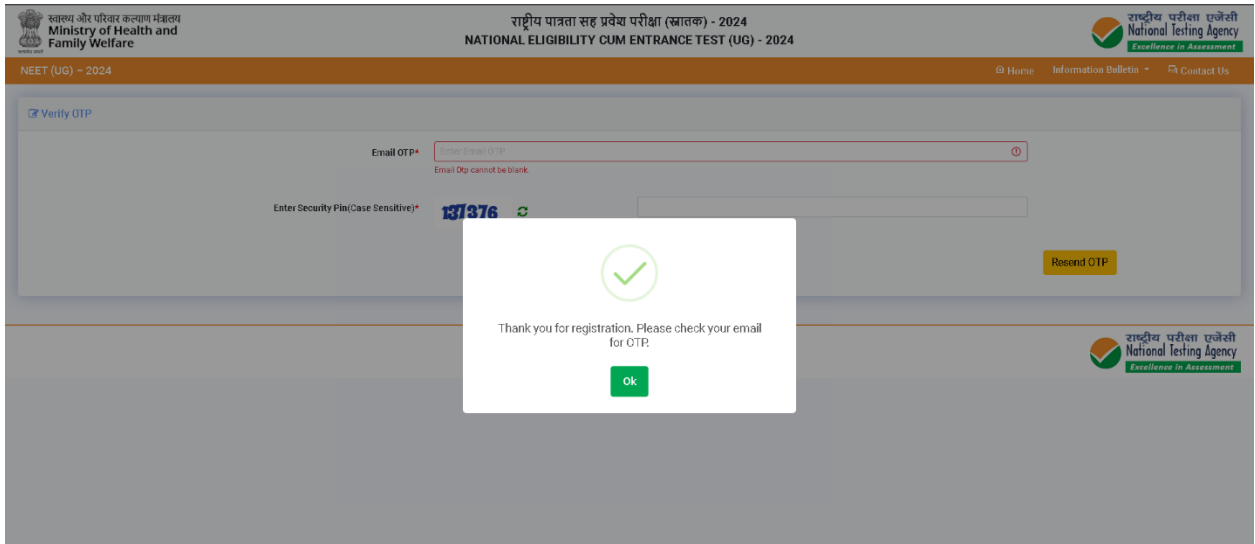 स्वास्थ्य और परिवार कल्याण मंत्रालय
Ministry of Health and
Family Welfare
राष्ट्रीय पात्रता सह प्रवेश परीक्षा (स्नातक) - 2024
NATIONAL ELIGIBILITY CUM ENTRANCE TEST (UG) - 2024
राष्ट्रीय परीक्षा एजेंसी
National Testing Agency
Excellence in Assessment
NEET (UG) – 2024
Home
Information Bulletin
Contact Us
Verify OTP
Email OTP*
Enter Email OTP
Email Otp cannot be blank.
Enter Security Pin(Case Sensitive)*
137376
Resend OTP
Thank you for registration. Please check your email
for OTP.
Ok
राष्ट्रीय परीक्षा एजेंसी
National Testing Agency
Excellence in Assessment